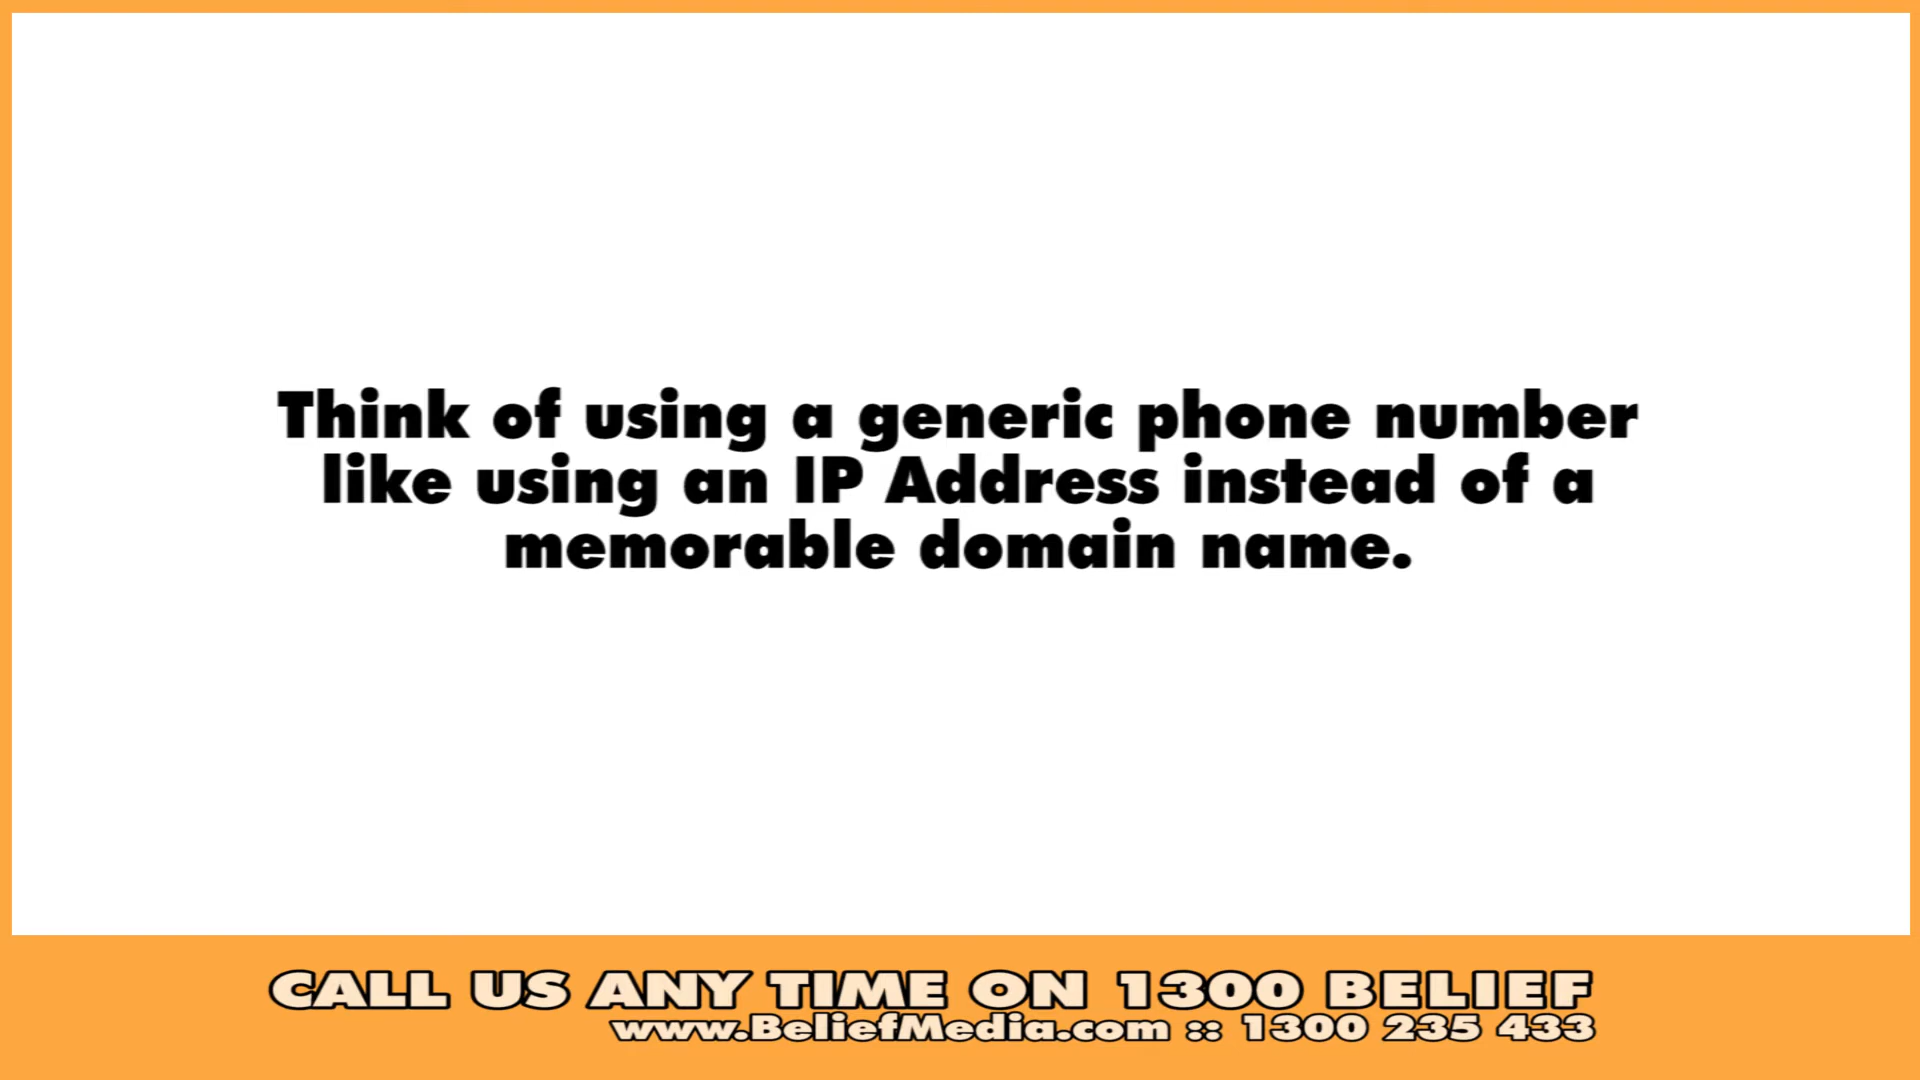 Think of using a generic phone number
like using an IP Address instead of a
memorable domain name.
CALL US ANY TIME ON 1300 BELIEF
www.BeliefMedia.com :: 1300 235 433